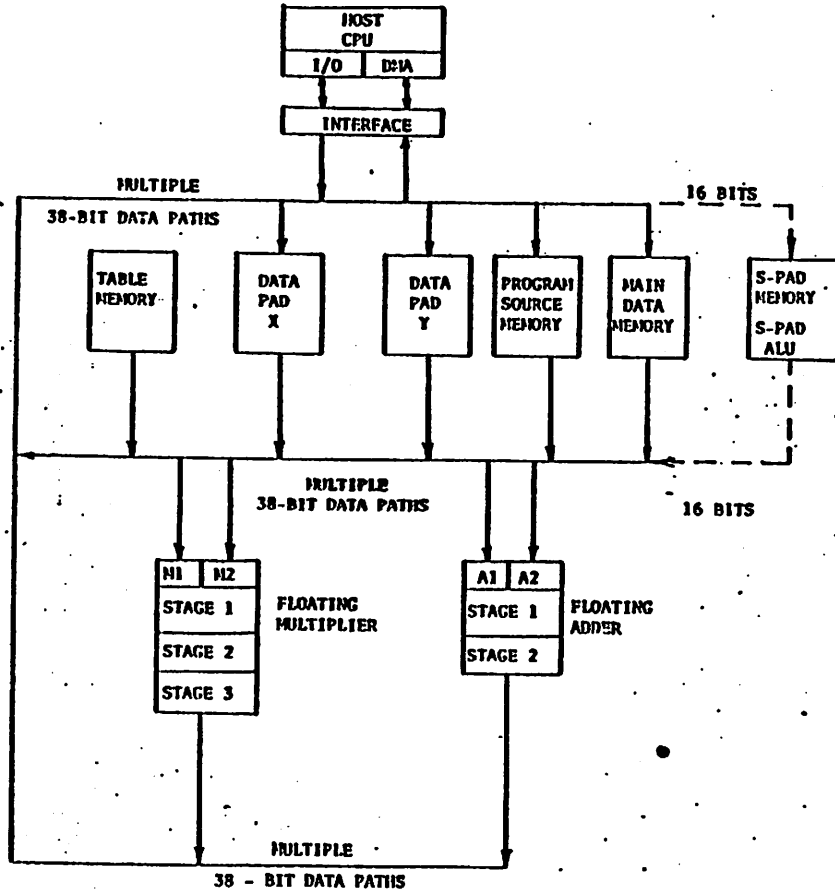 HOST
CPU
I/O DMA
INTERFACE
MULTIPLE
38-BIT DATA PATHS
16 BITS
TABLE
MEMORY
DATA
PAD
X
DATA
PAD
Y
PROGRAM
SOURCE
MEMORY
MAIN
DATA
MEMORY
S-PAD
MEMORY
S-PAD
ALU
MULTIPLE
38-BIT DATA PATHS
16 BITS
M1 M2
STAGE 1
STAGE 2
STAGE 3
FLOATING
MULTIPLIER
A1 A2
STAGE 1
STAGE 2
FLOATING
ADDER
MULTIPLE
38 - BIT DATA PATHS